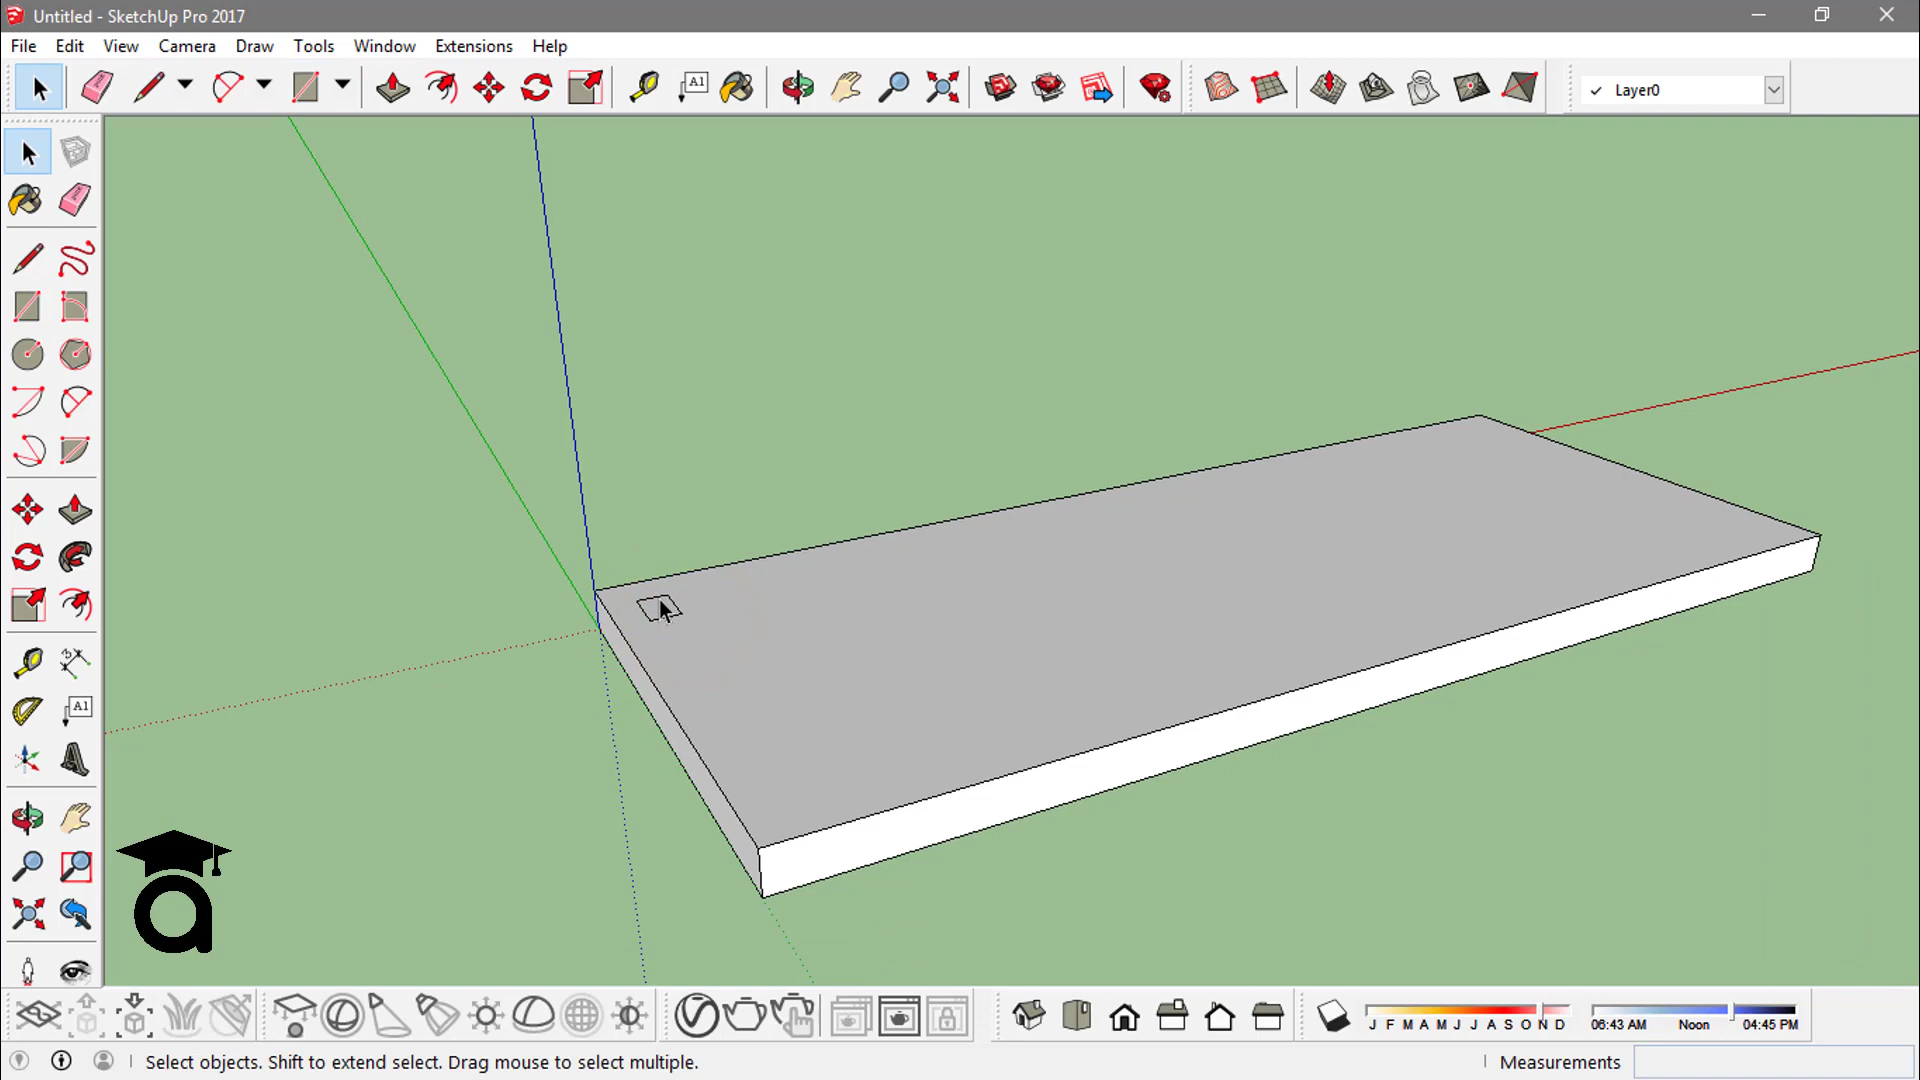 Untitled - SketchUp Pro 2017
File Edit View Camera Draw Tools Window Extensions Help
A1
✓ Layer0
A1
a
J F M A M J J A S O N D
06:43 AM Noon 04:45 PM
Select objects. Shift to extend select. Drag mouse to select multiple.
Measurements